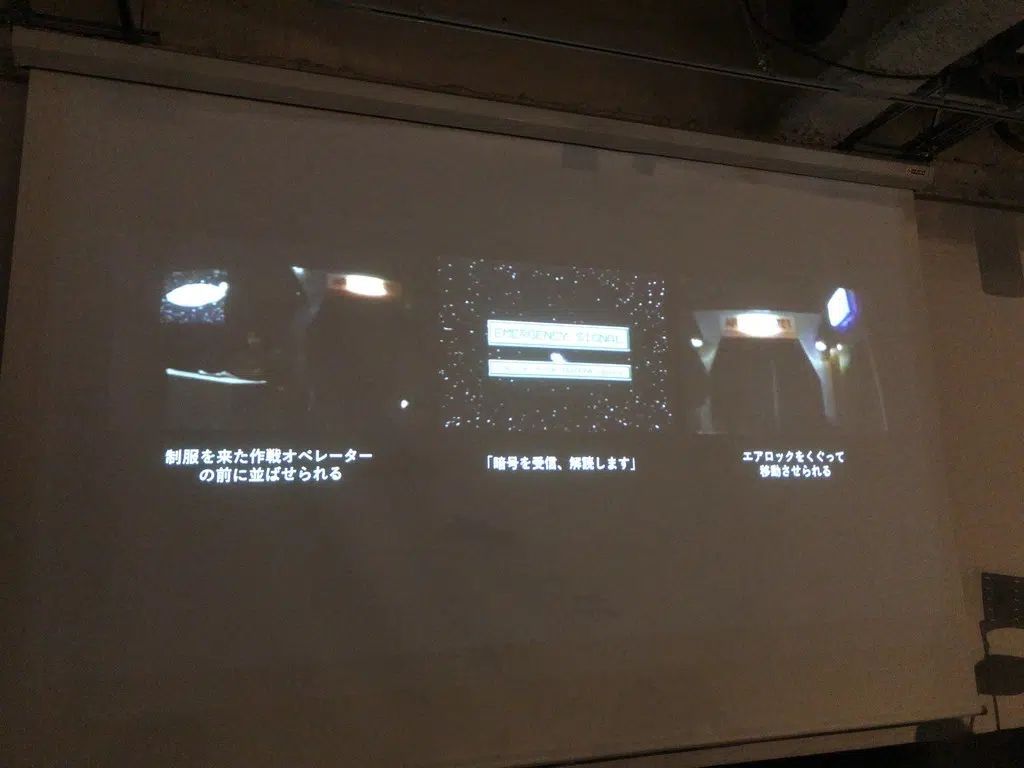 EMERGENCY SIGNAL
制服を来た作戦オペレーター
の前に並ばせられる
「暗号を受信、解読します」
エアロックをくぐって
移動させられる